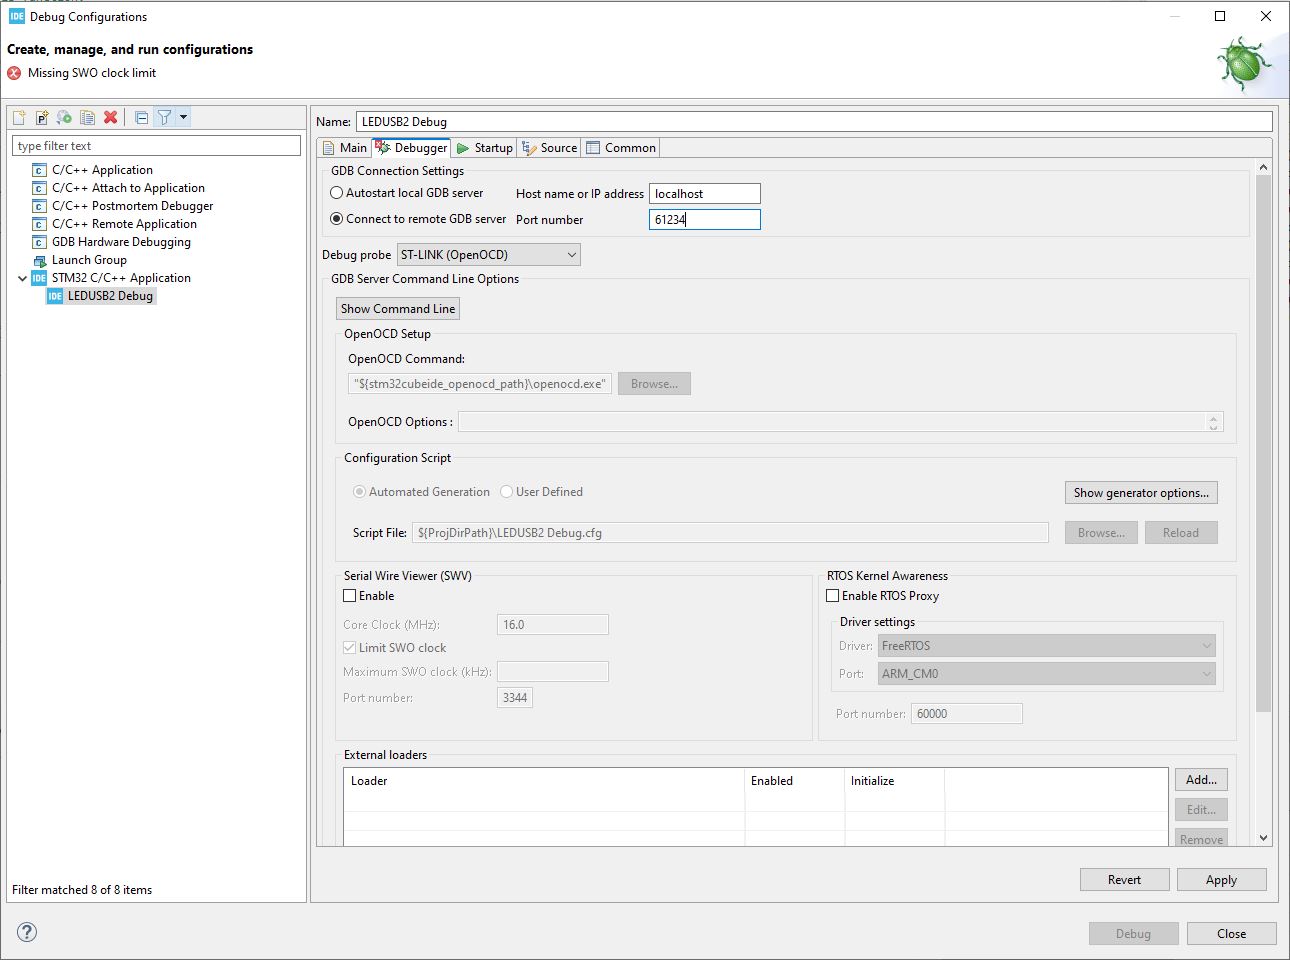 IDE Debug Configurations
Create, manage, and run configurations
Missing SWO clock limit
type filter text
C/C++ Application
C/C++ Attach to Application
C/C++ Postmortem Debugger
C/C++ Remote Application
GDB Hardware Debugging
Launch Group
IDE STM32 C/C++ Application
IDE LEDUSB2 Debug
Filter matched 8 of 8 items
Name: LEDUSB2 Debug
Main Debugger Startup Source Common
GDB Connection Settings
Autostart local GDB server Host name or IP address localhost
Connect to remote GDB server Port number 61234
Debug probe ST-LINK (OpenOCD)
GDB Server Command Line Options
Show Command Line
OpenOCD Setup
OpenOCD Command:
"${stm32cubeide_openocd_path}\openocd.exe" Browse...
OpenOCD Options :
Configuration Script
Automated Generation User Defined Show generator options...
Script File: ${ProjDirPath}\LEDUSB2 Debug.cfg Browse... Reload
Serial Wire Viewer (SWV)
Enable
Core Clock (MHz): 16.0
Limit SWO clock
Maximum SWO clock (kHz):
Port number: 3344
RTOS Kernel Awareness
Enable RTOS Proxy
Driver settings
Driver: FreeRTOS
Port: ARM_CM0
Port number: 60000
External loaders
Loader Enabled Initialize
Add...
Edit...
Remove
Revert Apply
? Debug Close